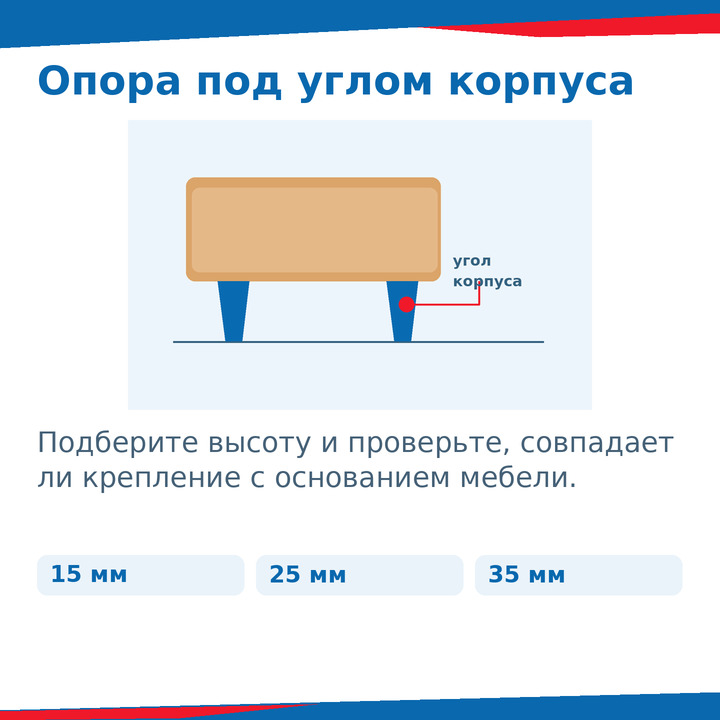 Опора под углом корпуса
угол
корпуса
Подберите высоту и проверьте, совпадает
ли крепление с основанием мебели.
15 мм
25 мм
35 мм